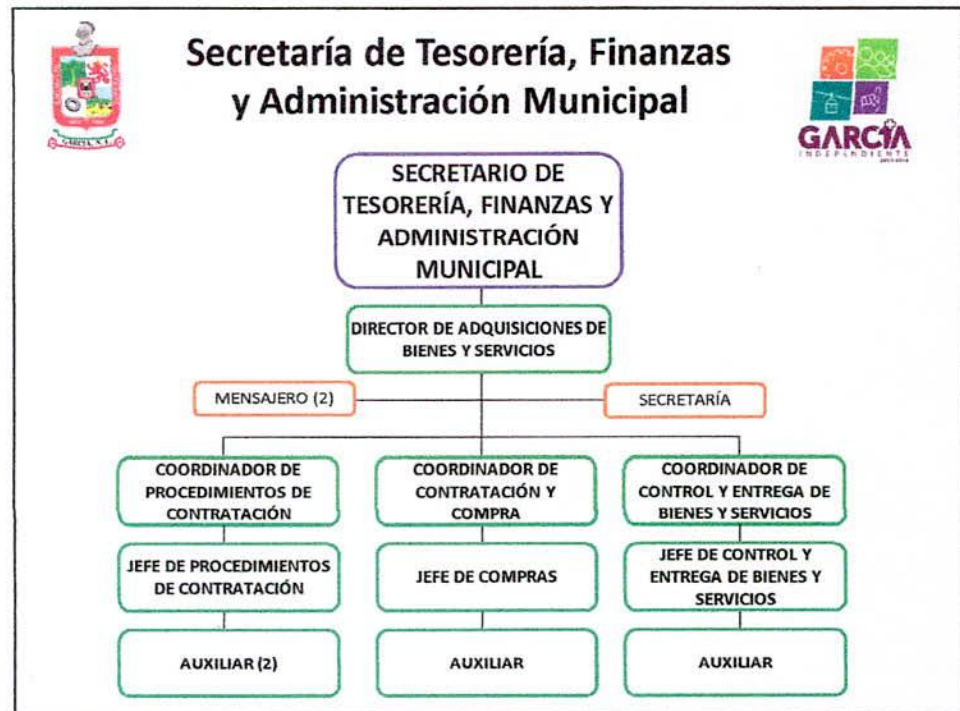 Secretaría de Tesorería, Finanzas
y Administración Municipal
GARCIA, N. L.
GARCÍA
INDEPENDIENTE
SECRETARIO DE
TESORERÍA, FINANZAS Y
ADMINISTRACIÓN
MUNICIPAL
DIRECTOR DE ADQUISICIONES DE
BIENES Y SERVICIOS
MENSAJERO (2)
SECRETARÍA
COORDINADOR DE
PROCEDIMIENTOS DE
CONTRATACIÓN
COORDINADOR DE
CONTRATACIÓN Y
COMPRA
COORDINADOR DE
CONTROL Y ENTREGA DE
BIENES Y SERVICIOS
JEFE DE PROCEDIMIENTOS
DE CONTRATACIÓN
JEFE DE COMPRAS
JEFE DE CONTROL Y
ENTREGA DE BIENES Y
SERVICIOS
AUXILIAR (2)
AUXILIAR
AUXILIAR